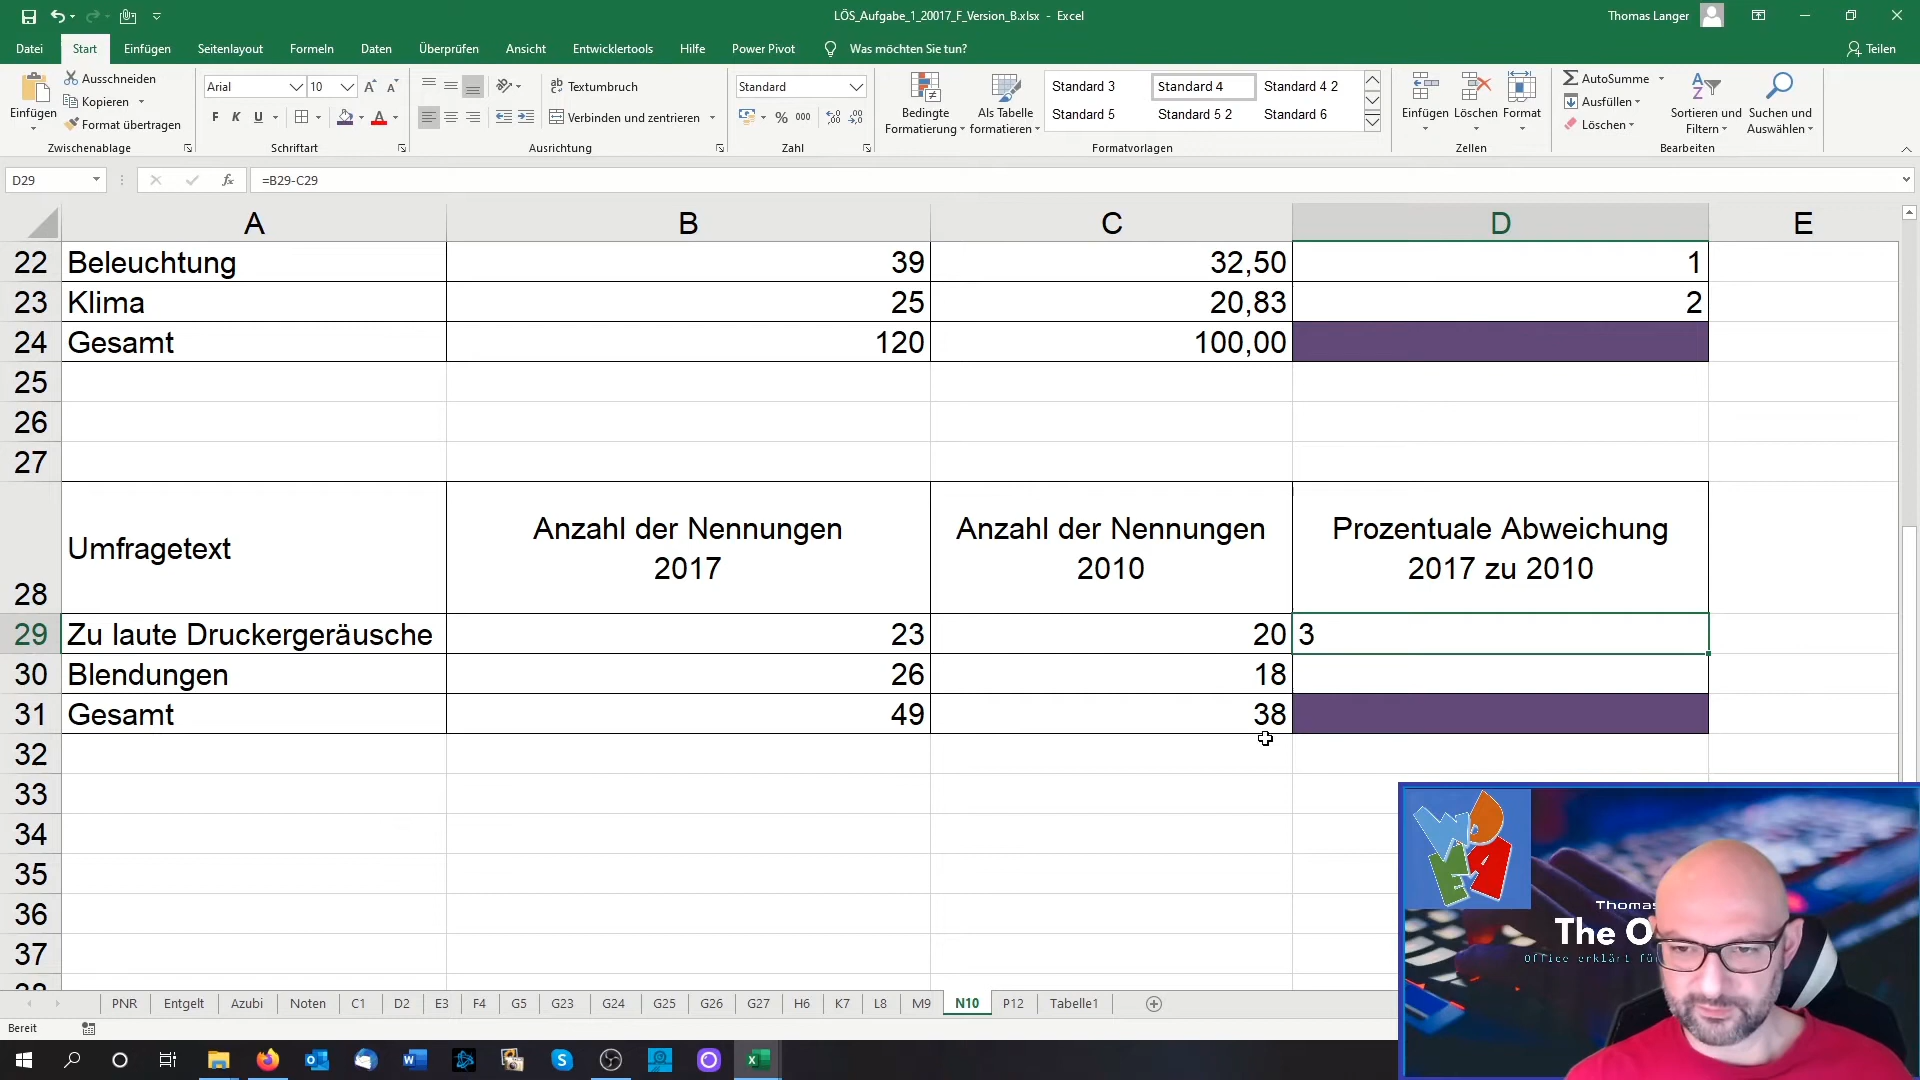 LÖS_Aufgabe_1_20017_F_Version_B.xlsx - Excel
Thomas Langer
Datei Start Einfügen Seitenlayout Formeln Daten Überprüfen Ansicht Entwicklertools Hilfe Power Pivot Was möchten Sie tun? Teilen
Einfügen
Ausschneiden
Kopieren
Format übertragen
Zwischenablage
Arial 10
F K U
Schriftart
Textumbruch
Verbinden und zentrieren
Ausrichtung
Standard
% 000
Zahl
Bedingte
Formatierung
Als Tabelle
formatieren
Standard 3 Standard 4 Standard 4 2
Standard 5 Standard 5 2 Standard 6
Formatvorlagen
Einfügen Löschen Format
Zellen
AutoSumme
Ausfüllen
Löschen
Sortieren und
Filtern
Suchen und
Auswählen
Bearbeiten
D29 fx =B29-C29
A B C D E
22 Beleuchtung 39 32,50 1
23 Klima 25 20,83 2
24 Gesamt 120 100,00
25
26
27
28 Umfragetext
Anzahl der Nennungen
2017
Anzahl der Nennungen
2010
Prozentuale Abweichung
2017 zu 2010
29 Zu laute Druckergeräusche 23 20 3
30 Blendungen 26 18
31 Gesamt 49 38
32
33
34
35
36
37
Thomas
The O
Office erklärt fü
PNR Entgelt Azubi Noten C1 D2 E3 F4 G5 G23 G24 G25 G26 G27 H6 K7 L8 M9 N10 P12 Tabelle1
Bereit